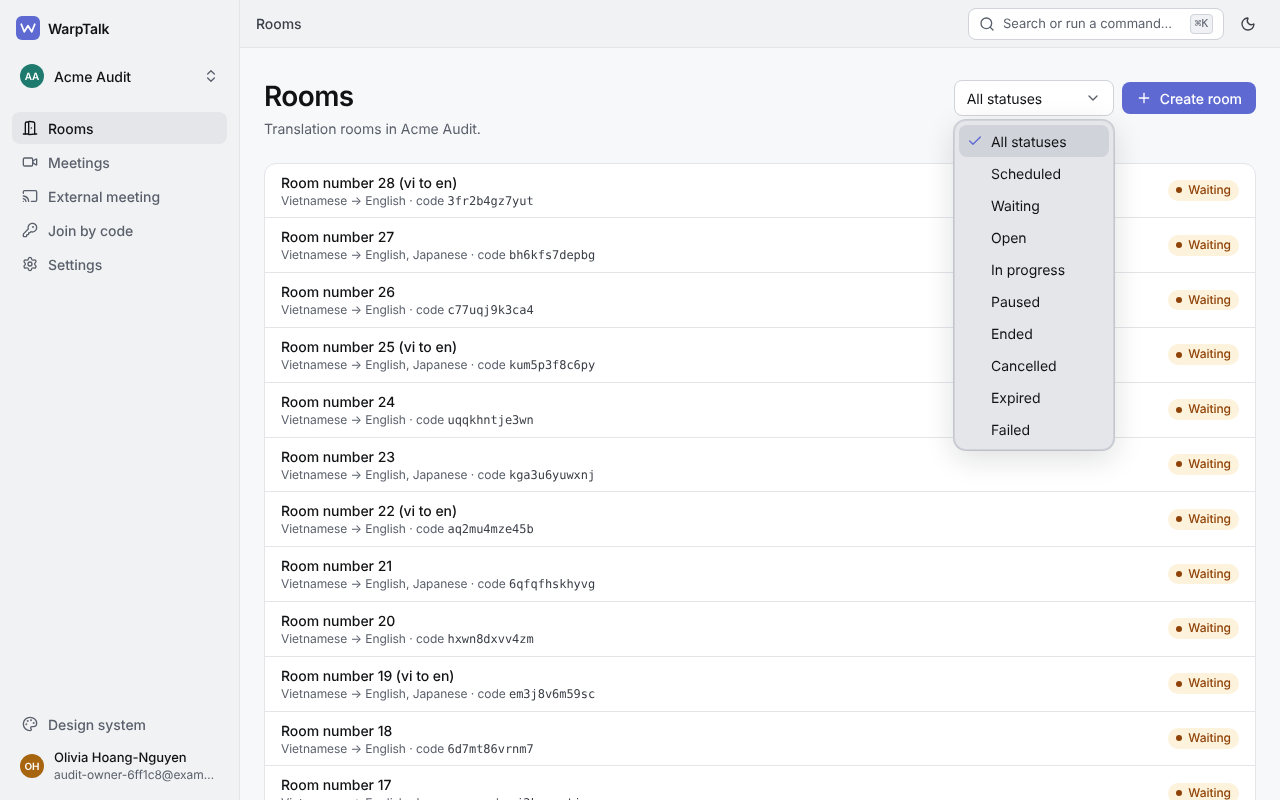 WarpTalk
Rooms
Search or run a command...
⌘K
AA
Acme Audit
Rooms
Meetings
External meeting
Join by code
Settings
Rooms
Translation rooms in Acme Audit.
All statuses
Create room
All statuses
Scheduled
Waiting
Open
In progress
Paused
Ended
Cancelled
Expired
Failed
Room number 28 (vi to en)
Vietnamese → English · code 3fr2b4gz7yut
Waiting
Room number 27
Vietnamese → English, Japanese · code bh6kfs7depbg
Waiting
Room number 26
Vietnamese → English · code c77uqj9k3ca4
Waiting
Room number 25 (vi to en)
Vietnamese → English, Japanese · code kum5p3f8c6py
Waiting
Room number 24
Vietnamese → English · code uqqkhntje3wn
Waiting
Room number 23
Vietnamese → English, Japanese · code kga3u6yuwxnj
Waiting
Room number 22 (vi to en)
Vietnamese → English · code aq2mu4mze45b
Waiting
Room number 21
Vietnamese → English, Japanese · code 6qfqfhskhyvg
Waiting
Room number 20
Vietnamese → English · code hxwn8dxvv4zm
Waiting
Room number 19 (vi to en)
Vietnamese → English, Japanese · code em3j8v6m59sc
Waiting
Room number 18
Vietnamese → English · code 6d7mt86vrnm7
Waiting
Room number 17
Waiting
Design system
OH
Olivia Hoang-Nguyen
audit-owner-6ff1c8@exam...